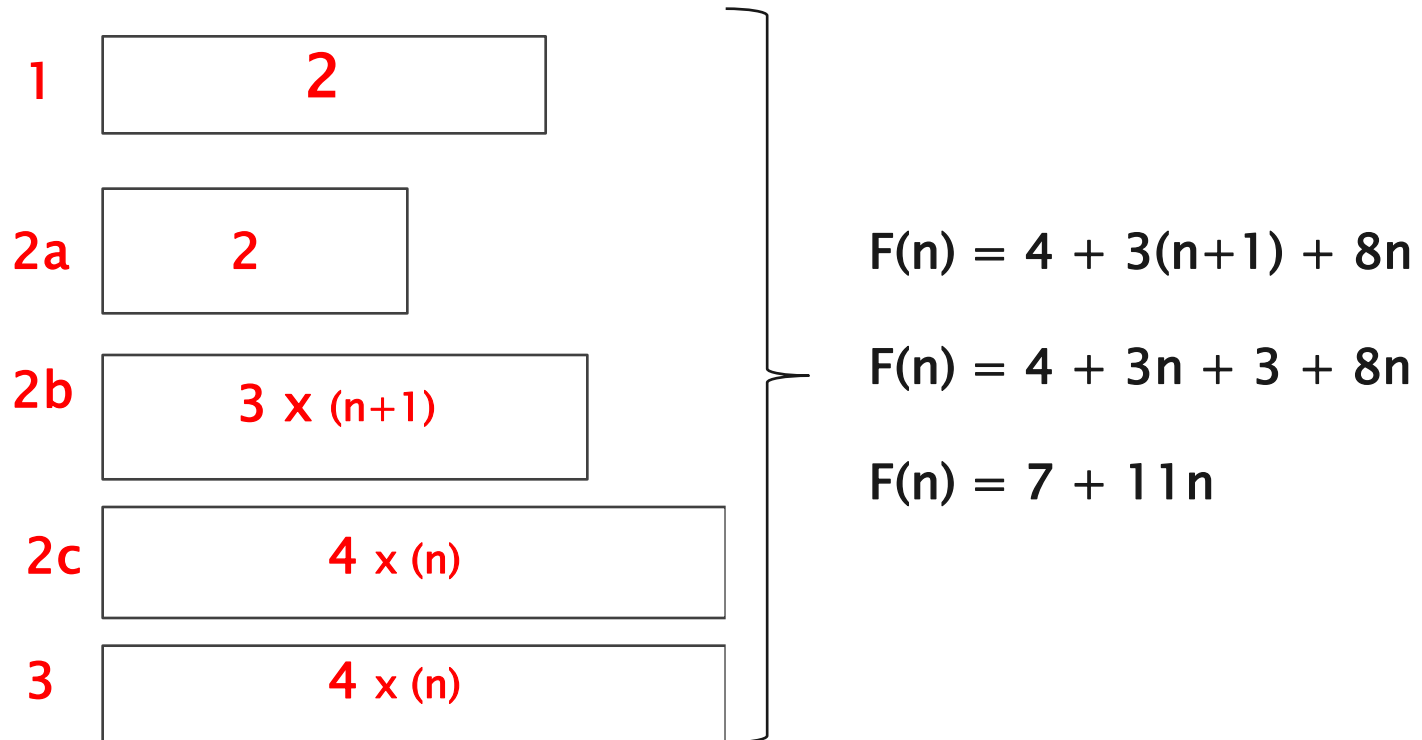 1 2
2a 2
2b 3 x (n+1)
2c 4 x (n)
3 4 x (n)
F(n) = 4 + 3(n+1) + 8n
F(n) = 4 + 3n + 3 + 8n
F(n) = 7 + 11n